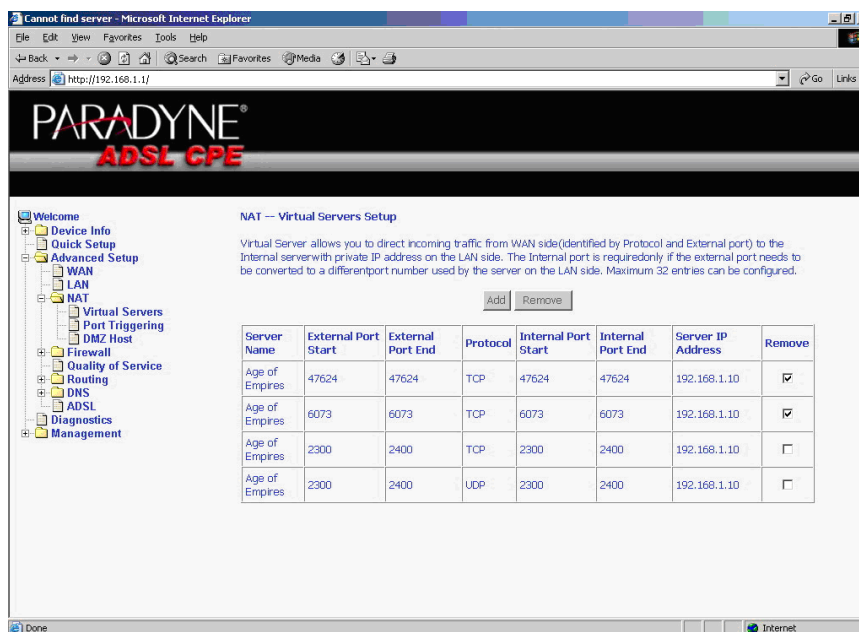 Cannot find server - Microsoft Internet Explorer
File Edit View Favorites Tools Help
Back Search Favorites Media
Address http://192.168.1.1/ Go Links
PARADYNE®
ADSL CPE
Welcome
Device Info
Quick Setup
Advanced Setup
WAN
LAN
NAT
Virtual Servers
Port Triggering
DMZ Host
Firewall
Quality of Service
Routing
DNS
ADSL
Diagnostics
Management
NAT -- Virtual Servers Setup
Virtual Server allows you to direct incoming traffic from WAN side(identified by Protocol and External port) to the
Internal serverwith private IP address on the LAN side. The Internal port is requiredonly if the external port needs to
be converted to a differentport number used by the server on the LAN side. Maximum 32 entries can be configured.
Add Remove
Server Name External Port Start External Port End Protocol Internal Port Start Internal Port End Server IP Address Remove
Age of Empires 47624 47624 TCP 47624 47624 192.168.1.10
Age of Empires 6073 6073 TCP 6073 6073 192.168.1.10
Age of Empires 2300 2400 TCP 2300 2400 192.168.1.10
Age of Empires 2300 2400 UDP 2300 2400 192.168.1.10
Done Internet